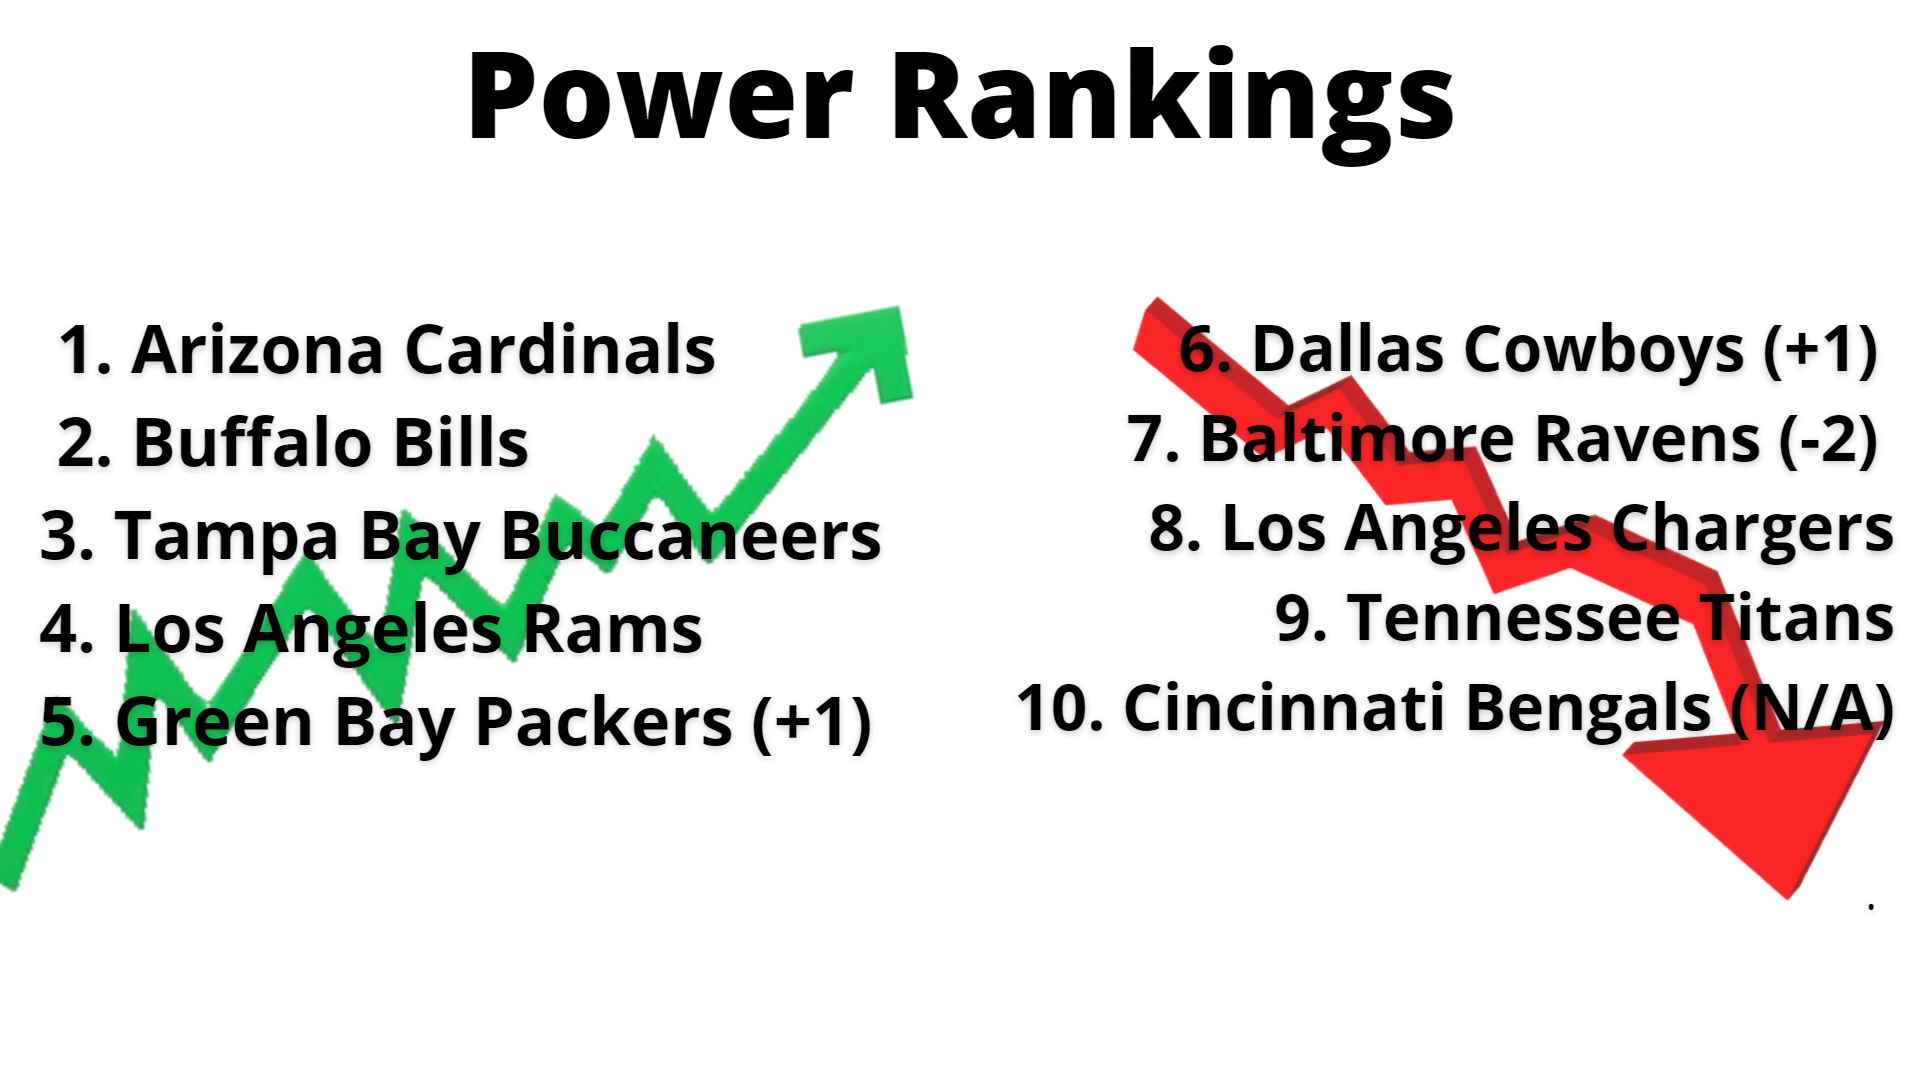 Power Rankings
1. Arizona Cardinals
2. Buffalo Bills
3. Tampa Bay Buccaneers
4. Los Angeles Rams
5. Green Bay Packers (+1)
6. Dallas Cowboys (+1)
7. Baltimore Ravens (-2)
8. Los Angeles Chargers
9. Tennessee Titans
10. Cincinnati Bengals (N/A)
.